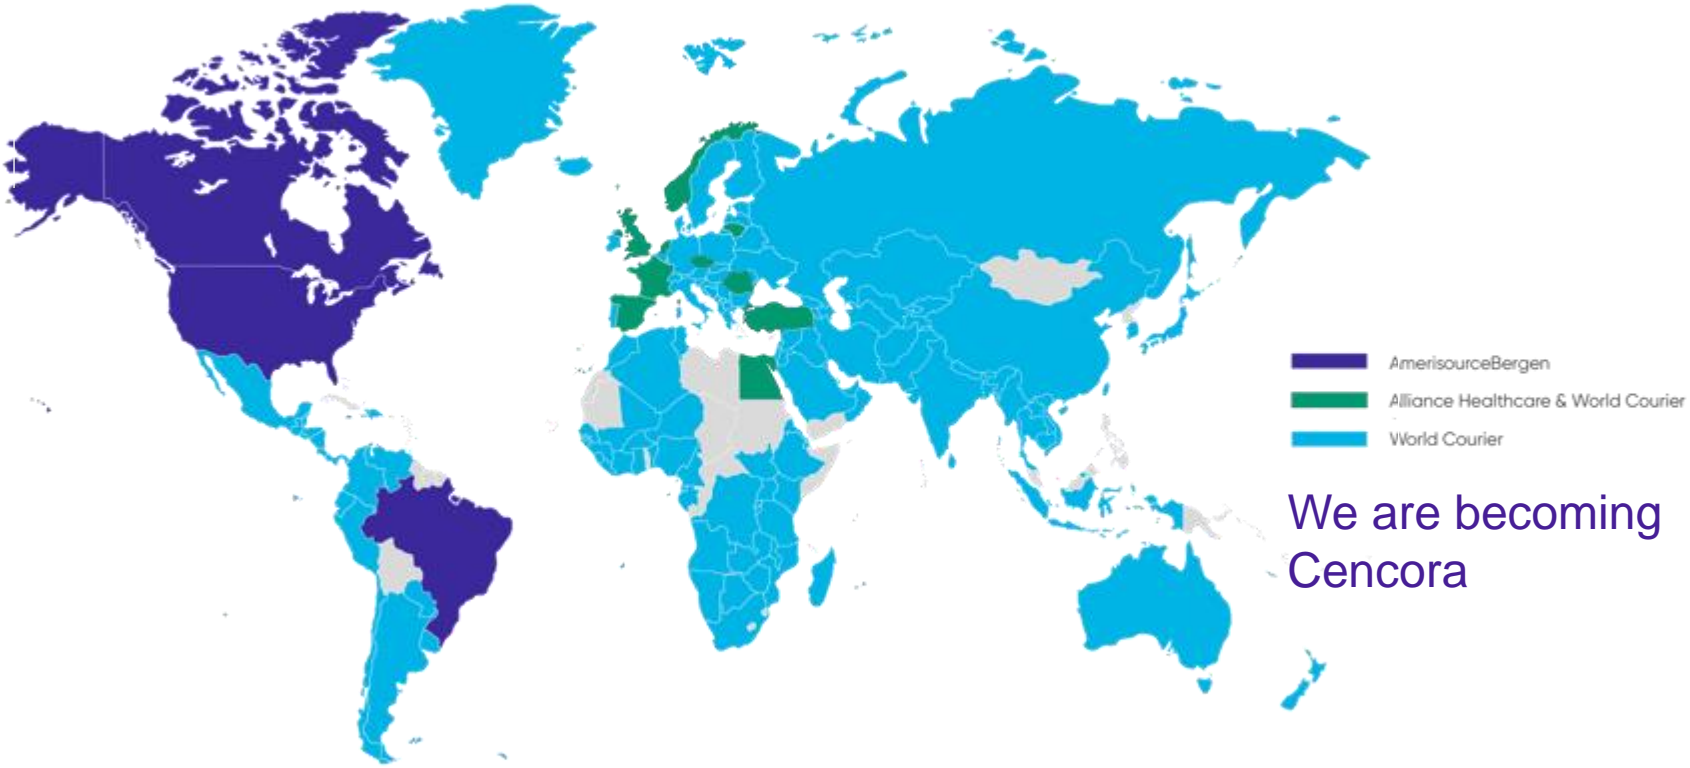 AmerisourceBergen
Alliance Healthcare & World Courier
World Courier
We are becoming
Cencora